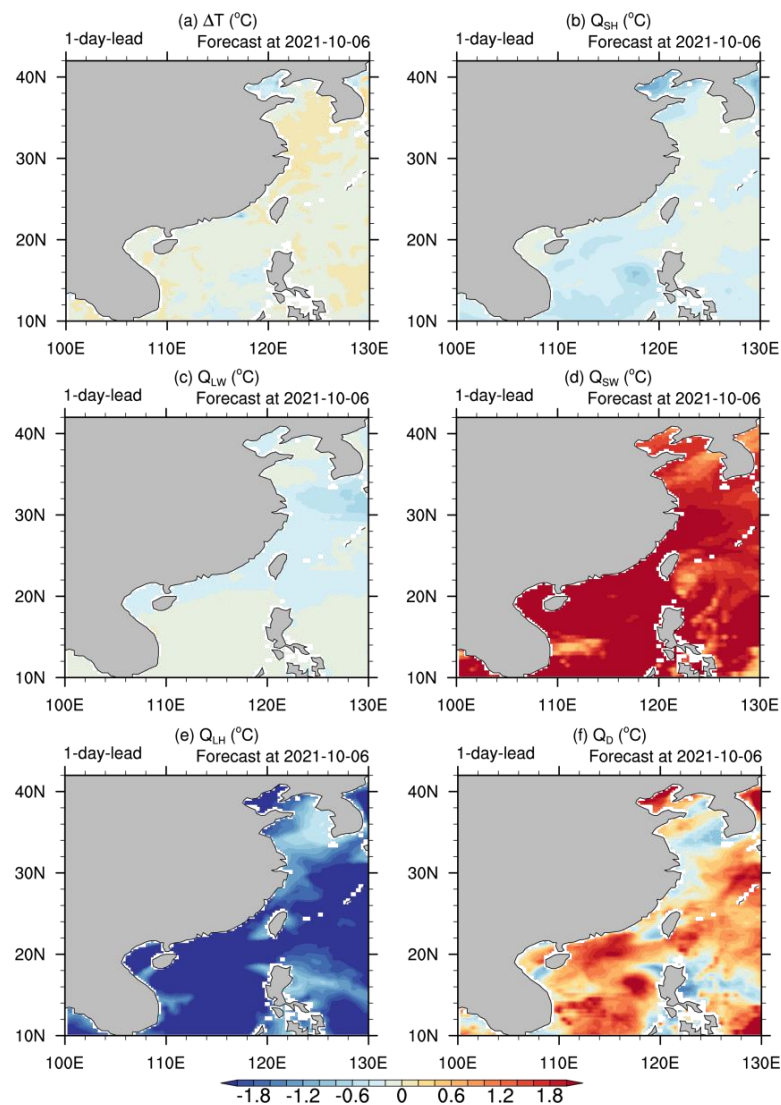 (a) ΔT (°C)
1-day-lead Forecast at 2021-10-06
40N
30N
20N
10N
100E 110E 120E 130E
(b) Q_SH (°C)
1-day-lead Forecast at 2021-10-06
40N
30N
20N
10N
100E 110E 120E 130E
(c) Q_LW (°C)
1-day-lead Forecast at 2021-10-06
40N
30N
20N
10N
100E 110E 120E 130E
(d) Q_SW (°C)
1-day-lead Forecast at 2021-10-06
40N
30N
20N
10N
100E 110E 120E 130E
(e) Q_LH (°C)
1-day-lead Forecast at 2021-10-06
40N
30N
20N
10N
100E 110E 120E 130E
(f) Q_D (°C)
1-day-lead Forecast at 2021-10-06
40N
30N
20N
10N
100E 110E 120E 130E
-1.8 -1.2 -0.6 0 0.6 1.2 1.8